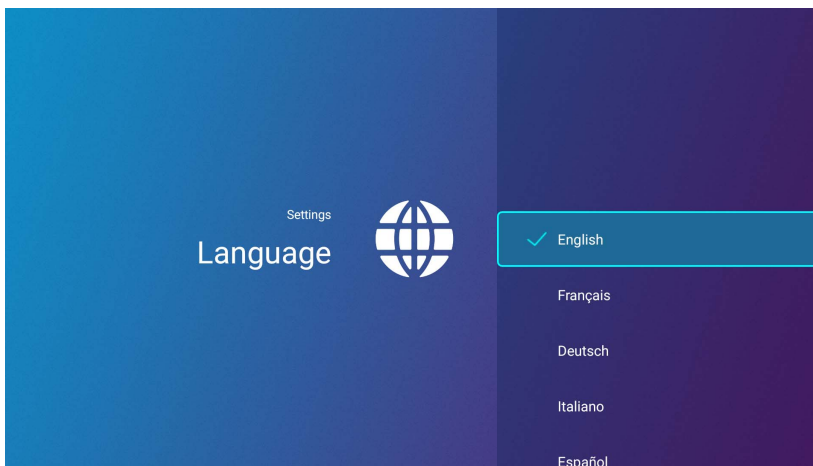 Settings
Language
English
Français
Deutsch
Italiano
Español